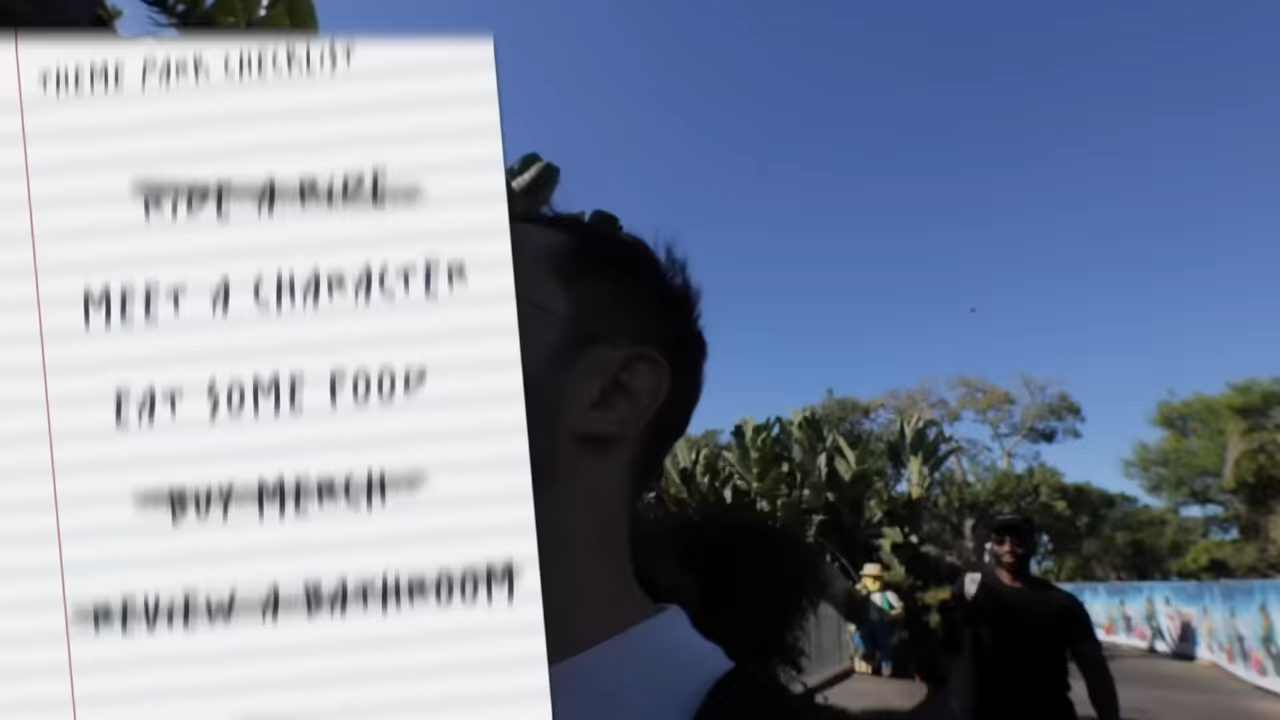 THEME PARK CHECKLIST
RIDE A RIDE
MEET A CHARACTER
EAT SOME FOOD
BUY MERCH
REVIEW A BATHROOM